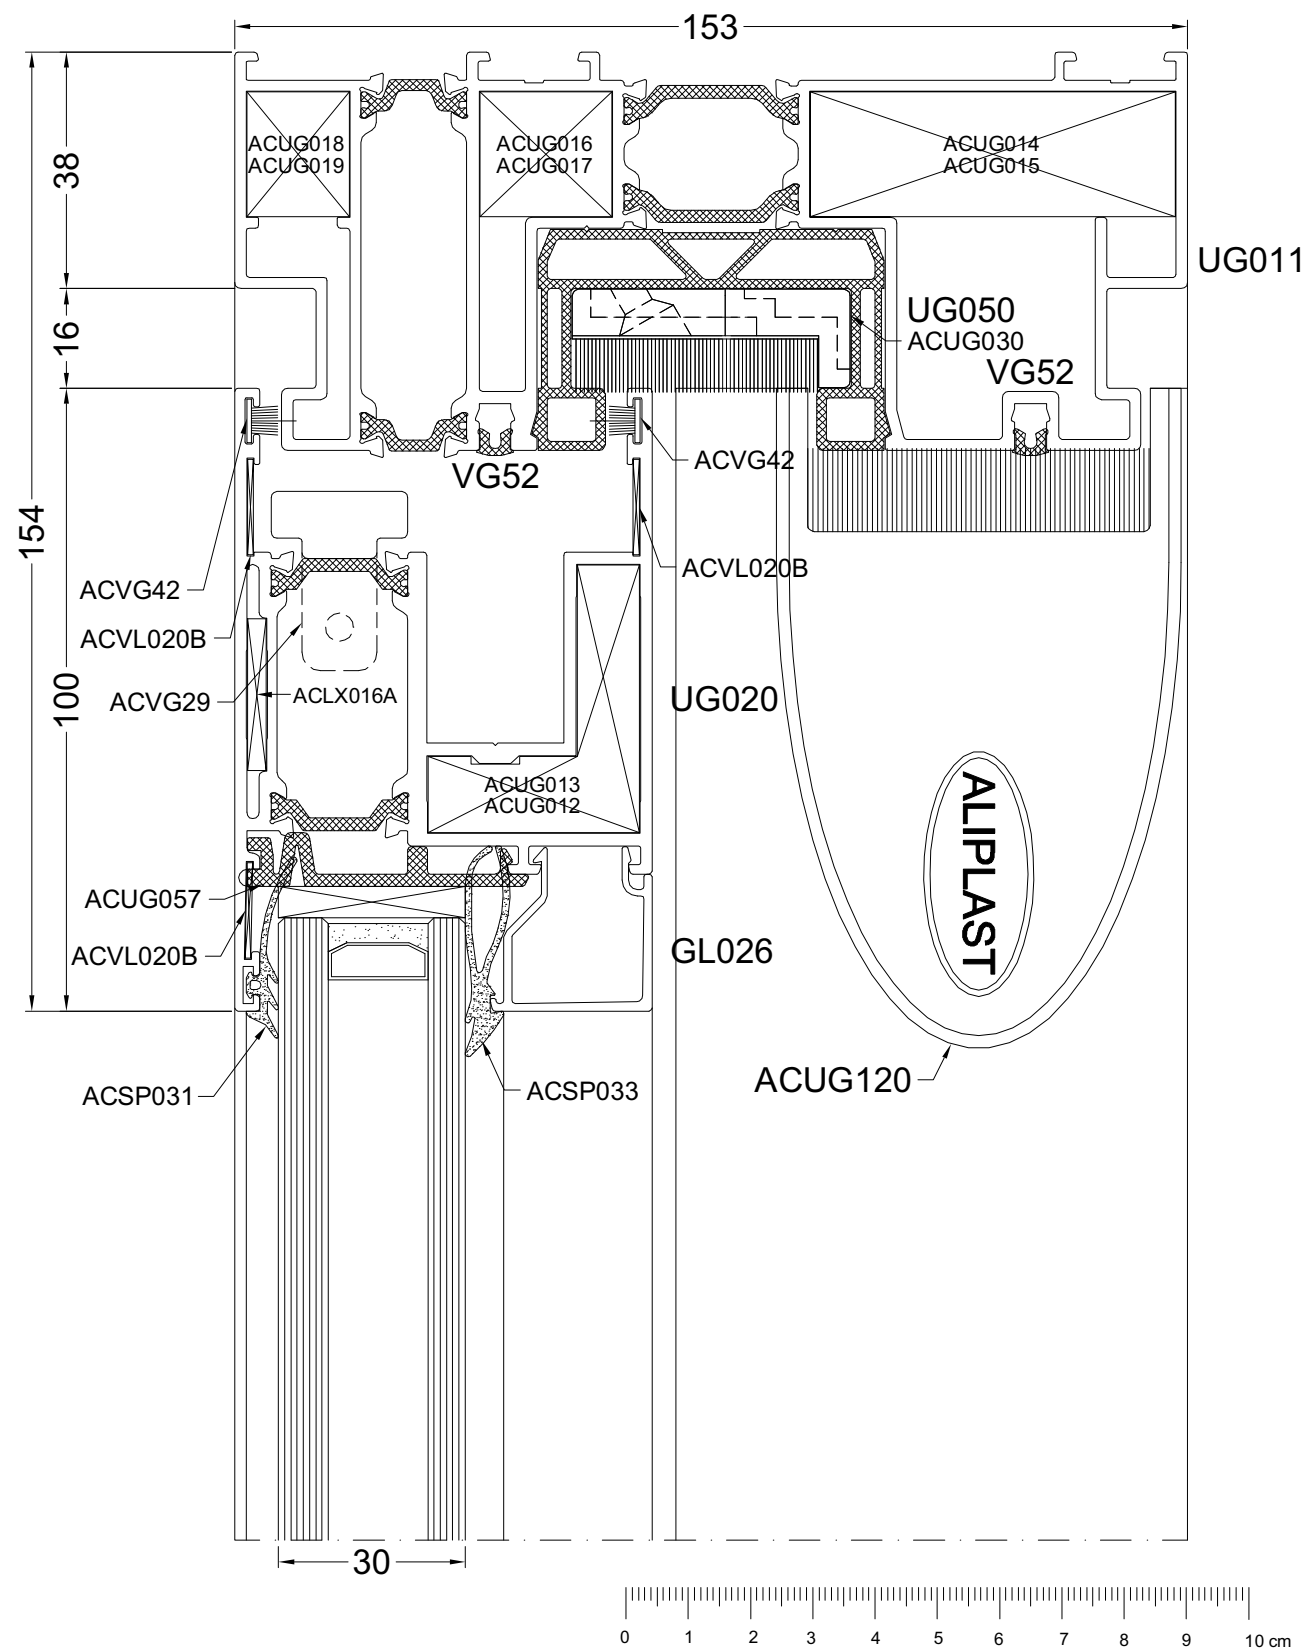 153
ACUG018
ACUG019
ACUG016
ACUG017
ACUG014
ACUG015
38
UG011
UG050
ACUG030
16
VG52
ACVG42
VG52
154
ACVL020B
ACVG42
ACVL020B
ACVG29
ACLX016A
UG020
100
ACUG013
ACUG012
ALIPLAST
ACUG057
ACVL020B
GL026
ACUG120
ACSP031
ACSP033
30
0 1 2 3 4 5 6 7 8 9 10 cm